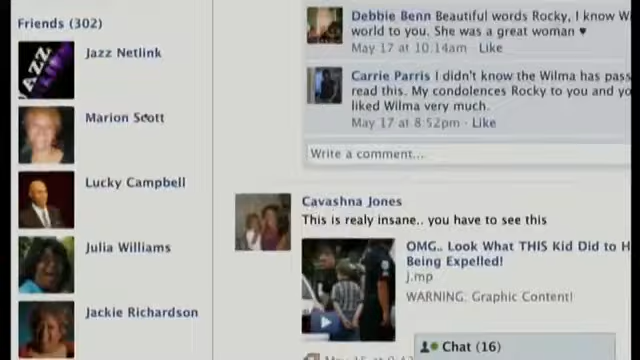 Friends (302)
JAZZ
Jazz Netlink
Marion Scott
Lucky Campbell
Julia Williams
Jackie Richardson
Debbie Benn Beautiful words Rocky, I know W
world to you. She was a great woman ♥
May 17 at 10:14am · Like
Carrie Parris I didn't know the Wilma has pass
read this. My condolences Rocky to you and yo
liked Wilma very much.
May 17 at 8:52pm · Like
Write a comment...
Cavashna Jones
This is realy insane.. you have to see this
OMG.. Look What THIS Kid Did to H
Being Expelled!
j.mp
WARNING: Graphic Content!
Chat (16)